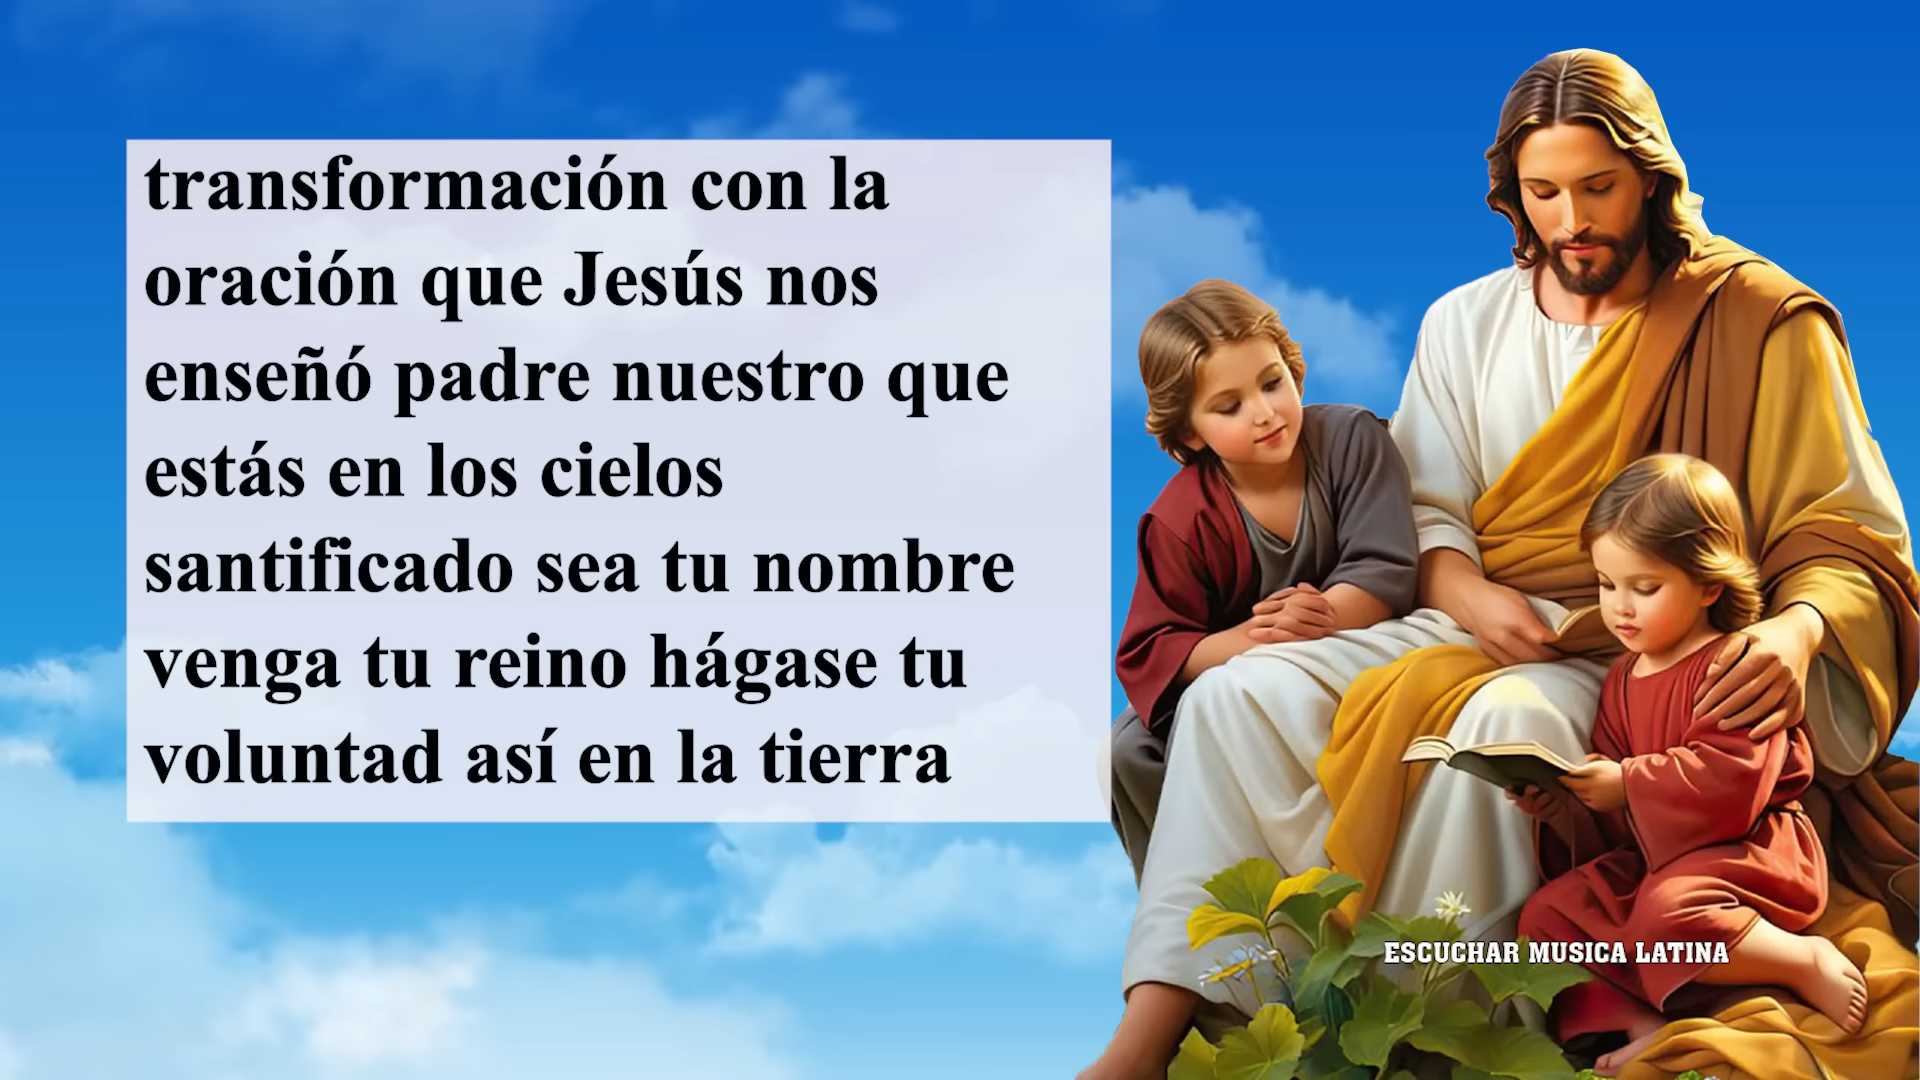 transformación con la
oración que Jesús nos
enseñó padre nuestro que
estás en los cielos
santificado sea tu nombre
venga tu reino hágase tu
voluntad así en la tierra
ESCUCHAR MUSICA LATINA